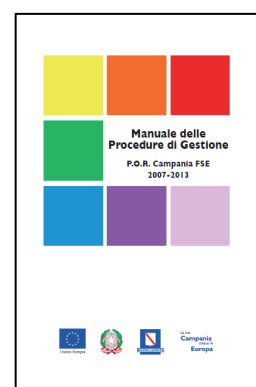 Manuale delle
Procedure di Gestione
P.O.R. Campania FSE
2007-2013
Unione Europea
La tua
Campania
cresce in
Europa